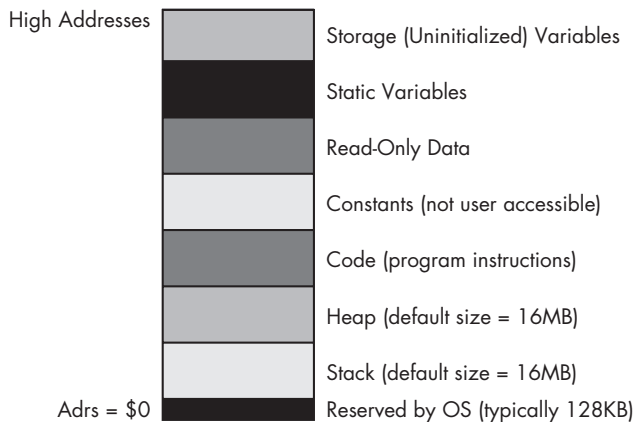 High Addresses
Storage (Uninitialized) Variables
Static Variables
Read-Only Data
Constants (not user accessible)
Code (program instructions)
Heap (default size = 16MB)
Stack (default size = 16MB)
Adrs = $0
Reserved by OS (typically 128KB)